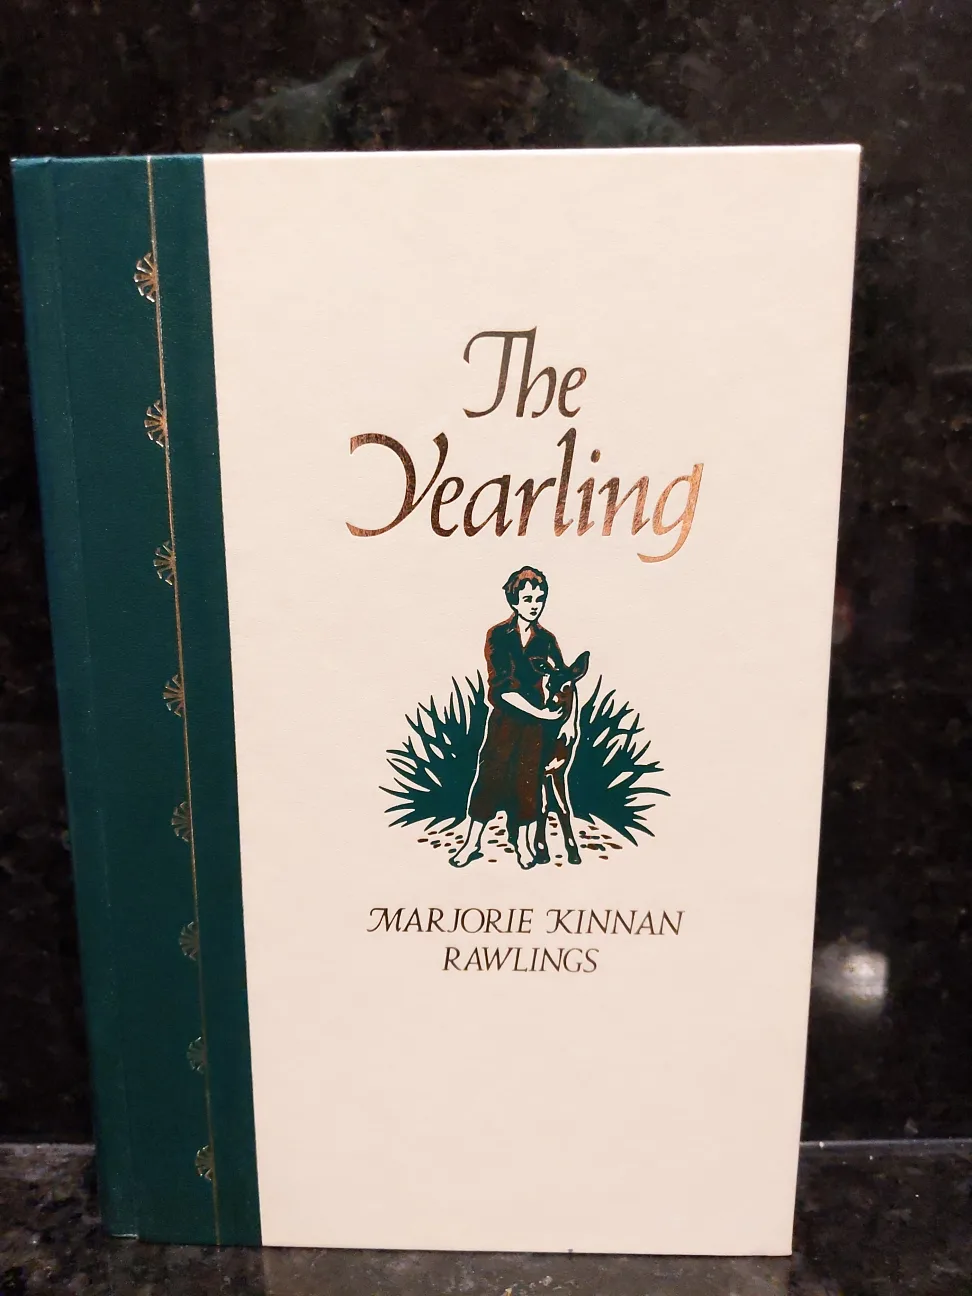 The
Yearling
MARJORIE KINNAN
RAWLINGS